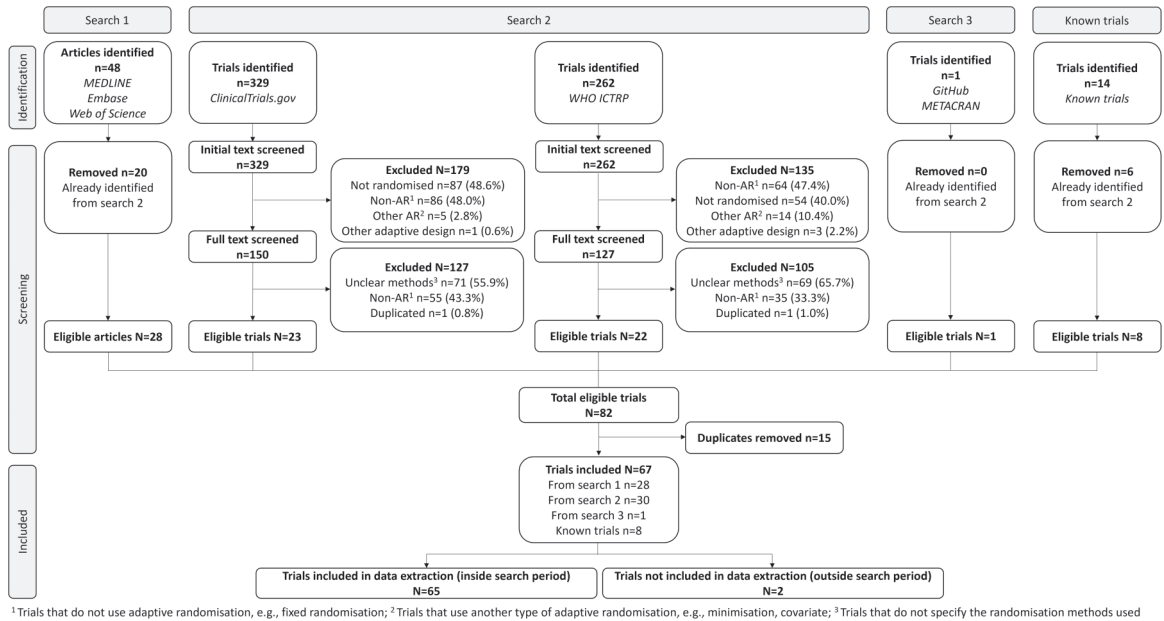 Search 1
Search 2
Search 3
Known trials
Identification
Articles identified
n=48
MEDLINE
Embase
Web of Science
Trials identified
n=329
ClinicalTrials.gov
Trials identified
n=262
WHO ICTRP
Trials identified
n=1
GitHub
METACRAN
Trials identified
n=14
Known trials
Screening
Removed n=20
Already identified
from search 2
Initial text screened
n=329
Excluded N=179
Not randomised n=87 (48.6%)
Non-AR¹ n=86 (48.0%)
Other AR² n=5 (2.8%)
Other adaptive design n=1 (0.6%)
Initial text screened
n=262
Excluded N=135
Non-AR¹ n=64 (47.4%)
Not randomised n=54 (40.0%)
Other AR² n=14 (10.4%)
Other adaptive design n=3 (2.2%)
Removed n=0
Already identified
from search 2
Removed n=6
Already identified
from search 2
Full text screened
n=150
Excluded N=127
Unclear methods³ n=71 (55.9%)
Non-AR¹ n=55 (43.3%)
Duplicated n=1 (0.8%)
Full text screened
n=127
Excluded N=105
Unclear methods³ n=69 (65.7%)
Non-AR¹ n=35 (33.3%)
Duplicated n=1 (1.0%)
Eligible articles N=28
Eligible trials N=23
Eligible trials N=22
Eligible trials N=1
Eligible trials N=8
Total eligible trials
N=82
Duplicates removed n=15
Included
Trials included N=67
From search 1 n=28
From search 2 n=30
From search 3 n=1
Known trials n=8
Trials included in data extraction (inside search period)
N=65
Trials not included in data extraction (outside search period)
N=2
¹ Trials that do not use adaptive randomisation, e.g., fixed randomisation; ² Trials that use another type of adaptive randomisation, e.g., minimisation, covariate; ³ Trials that do not specify the randomisation methods used